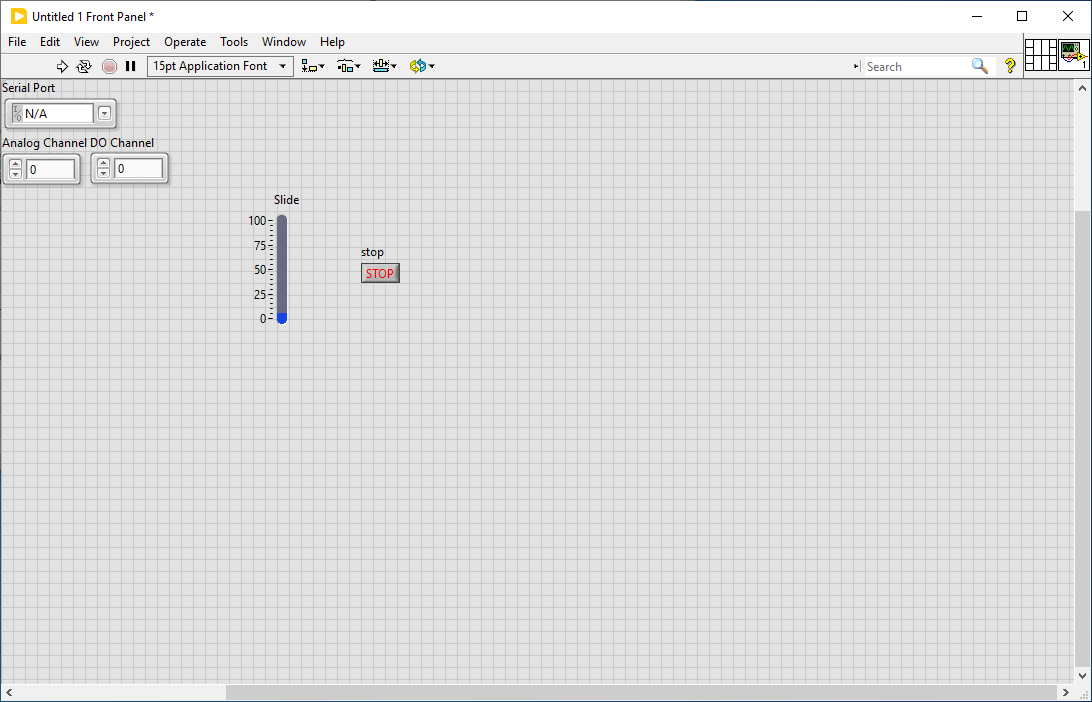 Untitled 1 Front Panel *
File Edit View Project Operate Tools Window Help
15pt Application Font Search ? 1
Serial Port
I/O N/A
Analog Channel DO Channel
0 0
Slide
100
75
50
25
0
stop
STOP